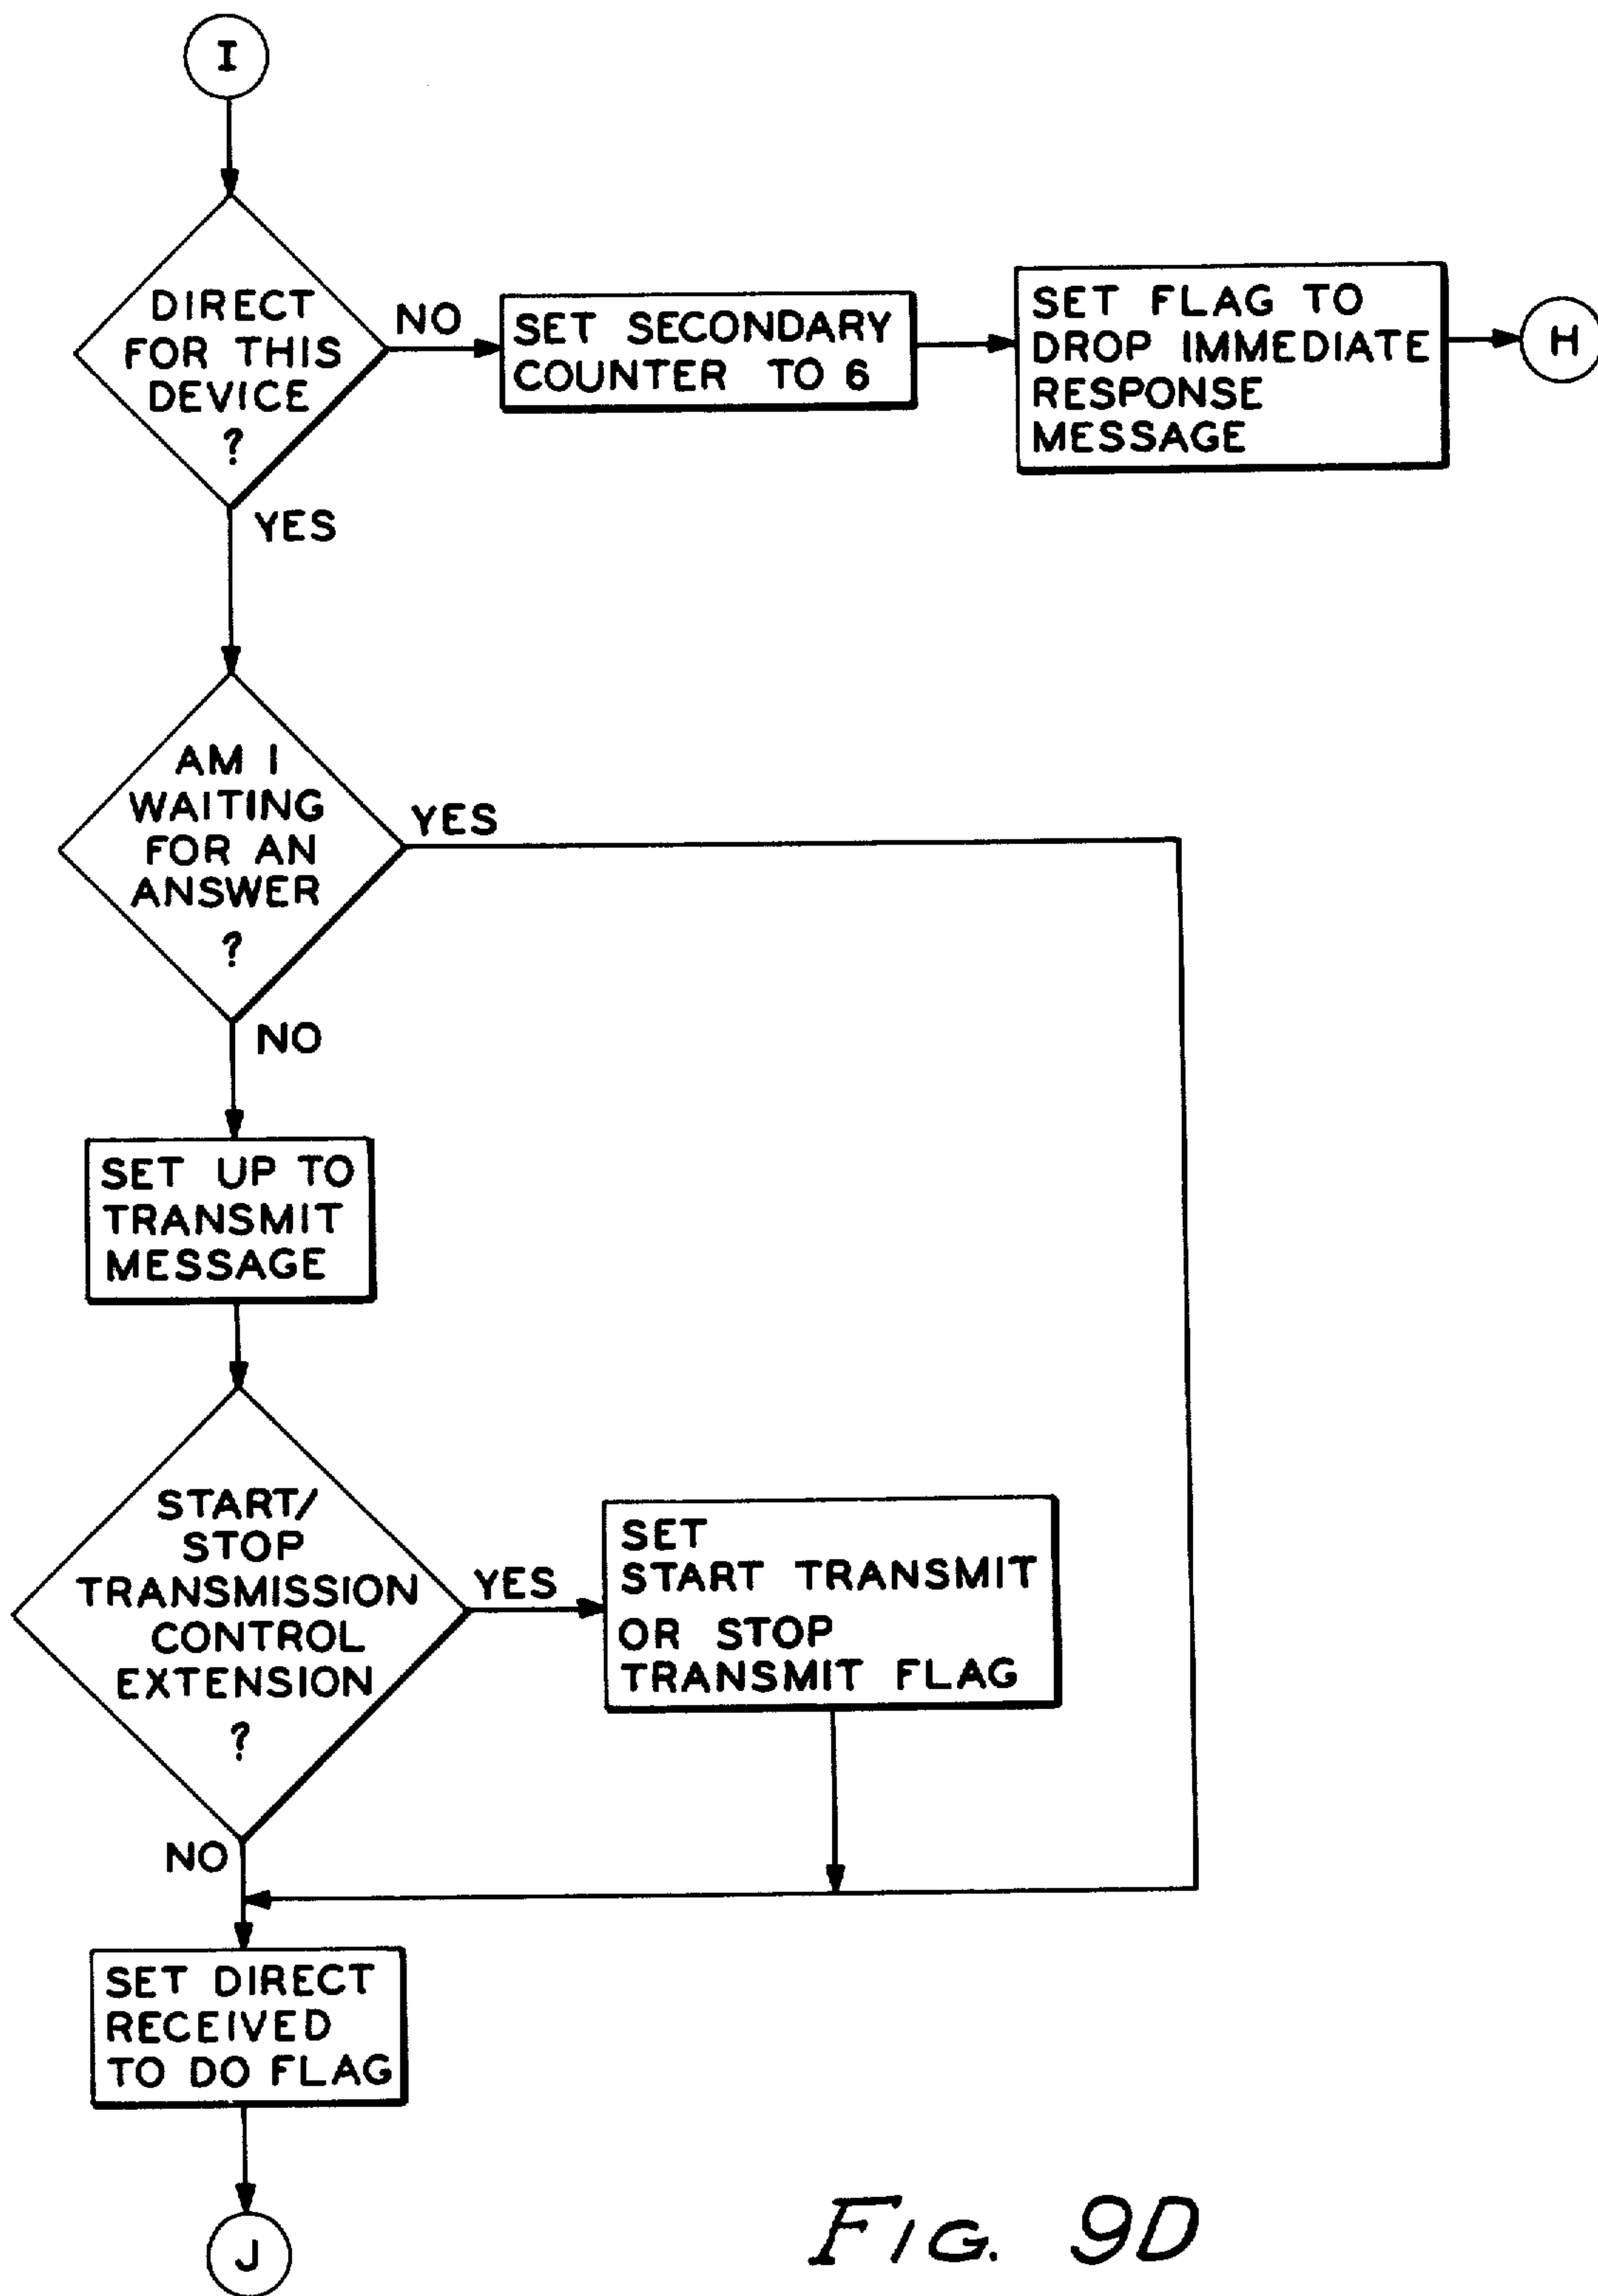 I
DIRECT
FOR THIS
DEVICE
?
NO
SET SECONDARY
COUNTER TO 6
SET FLAG TO
DROP IMMEDIATE
RESPONSE
MESSAGE
H
YES
AM I
WAITING
FOR AN
ANSWER
?
YES
NO
SET UP TO
TRANSMIT
MESSAGE
START/
STOP
TRANSMISSION
CONTROL
EXTENSION
?
YES
SET
START TRANSMIT
OR STOP
TRANSMIT FLAG
NO
SET DIRECT
RECEIVED
TO DO FLAG
J
FIG. 9D